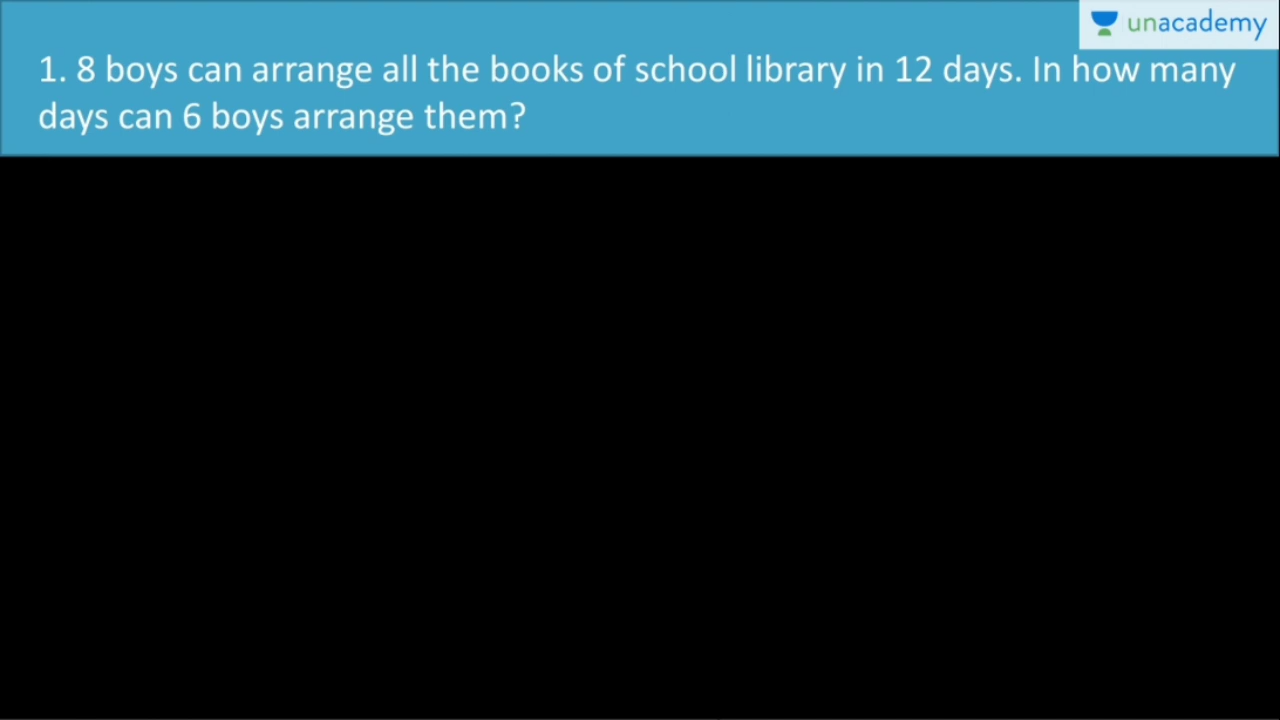 unacademy
1. 8 boys can arrange all the books of school library in 12 days. In how many
days can 6 boys arrange them?